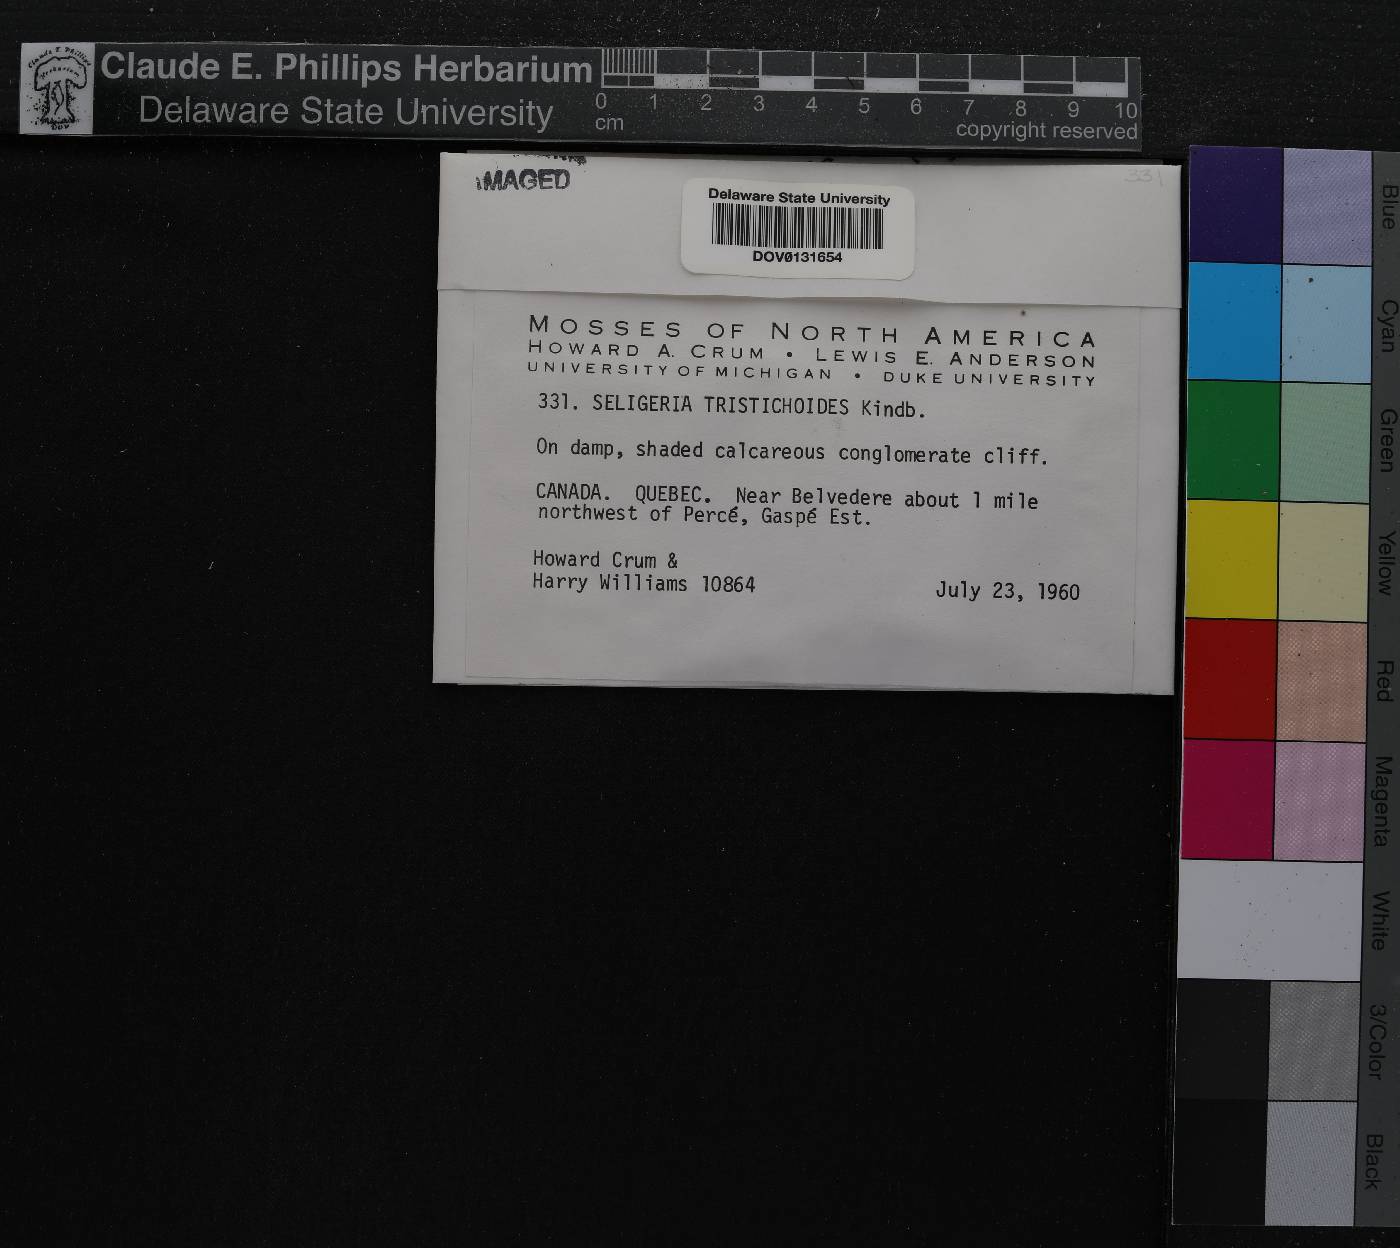 Claude E. Phillips Herbarium
Delaware State University
0 1 2 3 4 5 6 7 8 9 10
cm
copyright reserved
IMAGED
331
Delaware State University
DOV0131654
MOSSES OF NORTH AMERICA
HOWARD A. CRUM • LEWIS E. ANDERSON
UNIVERSITY OF MICHIGAN • DUKE UNIVERSITY
331. SELIGERIA TRISTICHOIDES Kindb.
On damp, shaded calcareous conglomerate cliff.
CANADA. QUEBEC. Near Belvedere about 1 mile
northwest of Percé, Gaspé Est.
Howard Crum &
Harry Williams 10864 July 23, 1960
Blue
Cyan
Green
Yellow
Red
Magenta
White
3/Color
Black